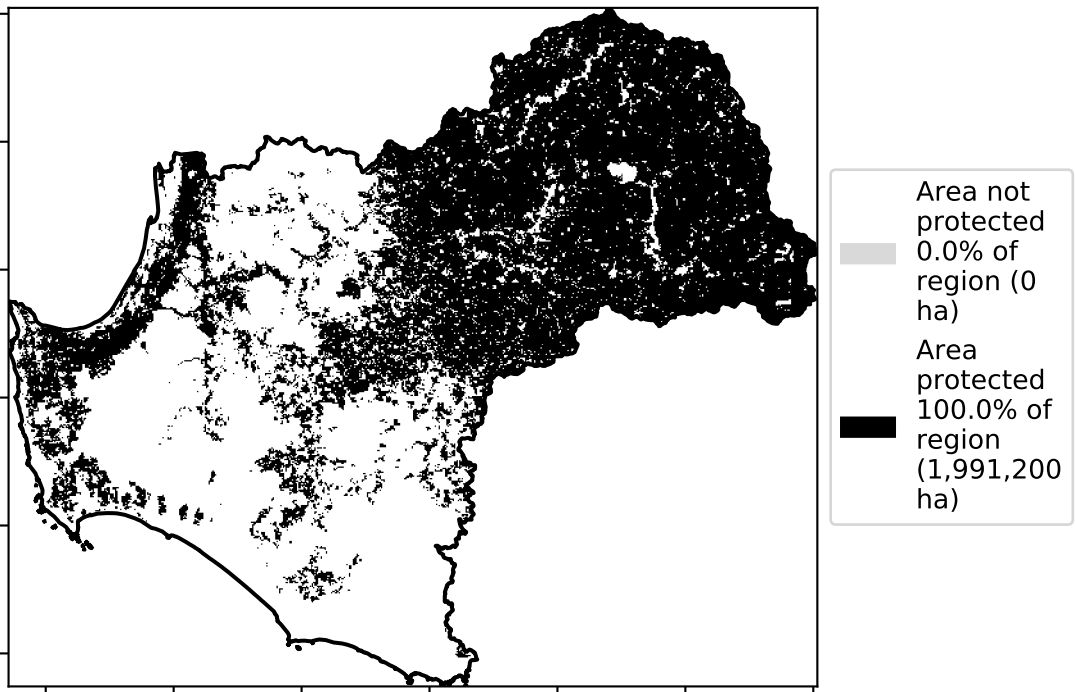 Area not
protected
0.0% of
region (0
ha)
Area
protected
100.0% of
region
(1,991,200
ha)